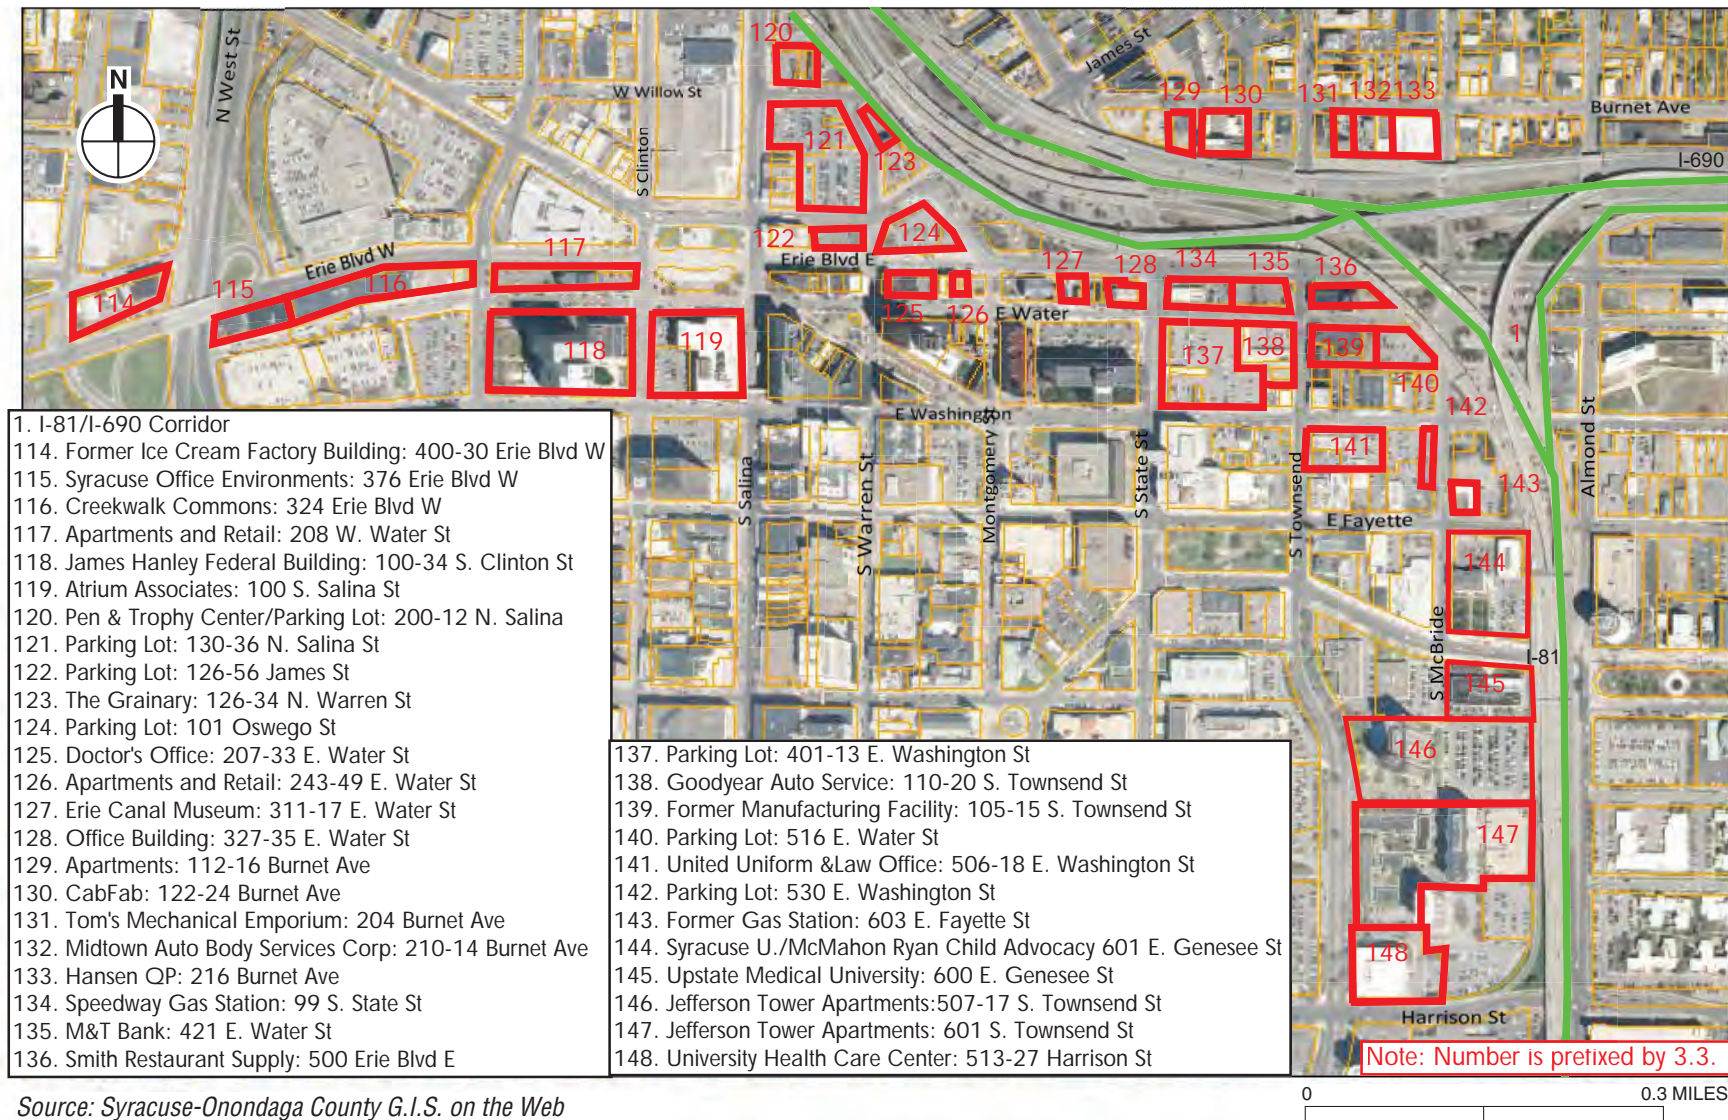 120
James St
N West St
N
W Willow St
129
130
131
132
133
Burnet Ave
121
123
S Clinton
I-690
122
124
117
Erie Blvd W
Erie Blvd E
127
128
134
135
136
114
115
116
125
126
E Water
1
118
119
137
138
139
140
E Washington
142
141
Almond St
S Salina
S Warren St
Montgomery St
S State St
S Townsend
143
E Fayette
144
S McBride
I-81
145
146
147
148
Harrison St
1. I-81/I-690 Corridor
114. Former Ice Cream Factory Building: 400-30 Erie Blvd W
115. Syracuse Office Environments: 376 Erie Blvd W
116. Creekwalk Commons: 324 Erie Blvd W
117. Apartments and Retail: 208 W. Water St
118. James Hanley Federal Building: 100-34 S. Clinton St
119. Atrium Associates: 100 S. Salina St
120. Pen & Trophy Center/Parking Lot: 200-12 N. Salina
121. Parking Lot: 130-36 N. Salina St
122. Parking Lot: 126-56 James St
123. The Grainary: 126-34 N. Warren St
124. Parking Lot: 101 Oswego St
125. Doctor's Office: 207-33 E. Water St
126. Apartments and Retail: 243-49 E. Water St
127. Erie Canal Museum: 311-17 E. Water St
128. Office Building: 327-35 E. Water St
129. Apartments: 112-16 Burnet Ave
130. CabFab: 122-24 Burnet Ave
131. Tom's Mechanical Emporium: 204 Burnet Ave
132. Midtown Auto Body Services Corp: 210-14 Burnet Ave
133. Hansen QP: 216 Burnet Ave
134. Speedway Gas Station: 99 S. State St
135. M&T Bank: 421 E. Water St
136. Smith Restaurant Supply: 500 Erie Blvd E
137. Parking Lot: 401-13 E. Washington St
138. Goodyear Auto Service: 110-20 S. Townsend St
139. Former Manufacturing Facility: 105-15 S. Townsend St
140. Parking Lot: 516 E. Water St
141. United Uniform &Law Office: 506-18 E. Washington St
142. Parking Lot: 530 E. Washington St
143. Former Gas Station: 603 E. Fayette St
144. Syracuse U./McMahon Ryan Child Advocacy 601 E. Genesee St
145. Upstate Medical University: 600 E. Genesee St
146. Jefferson Tower Apartments:507-17 S. Townsend St
147. Jefferson Tower Apartments: 601 S. Townsend St
148. University Health Care Center: 513-27 Harrison St
Note: Number is prefixed by 3.3.
Source: Syracuse-Onondaga County G.I.S. on the Web
0
0.3 MILES